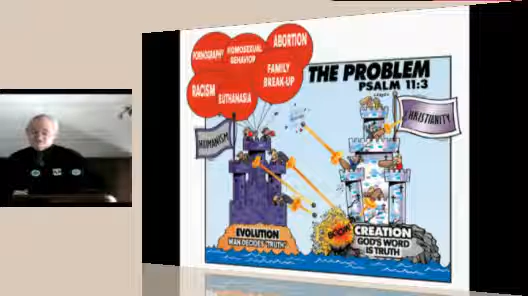 PORNOGRAPHY
HOMOSEXUAL
BEHAVIOR
ABORTION
RACISM
EUTHANASIA
FAMILY
BREAK-UP
THE PROBLEM
PSALM 11:3
HUMANISM
CHRISTIANITY
EVOLUTION
MAN DECIDES "TRUTH"
BOOM
CREATION
GOD'S WORD
IS TRUTH